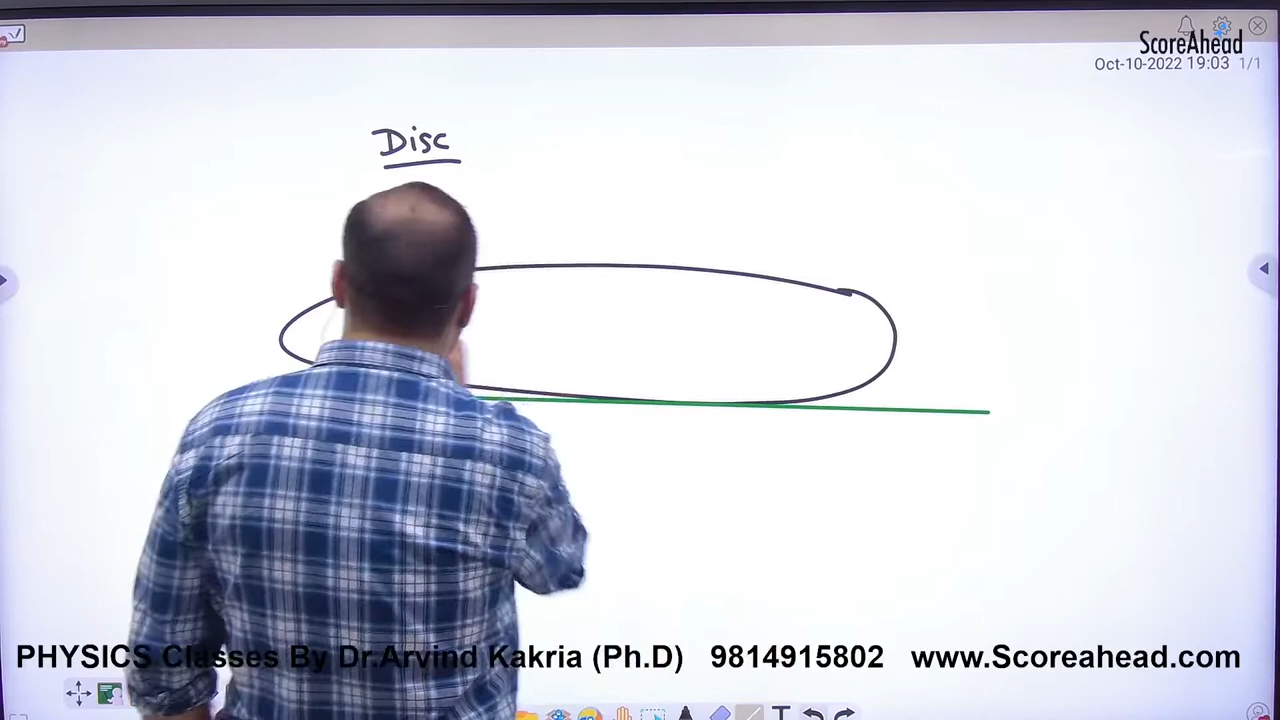 ScoreAhead
Oct-10-2022 19:03 1/1
Disc
PHYSICS Classes By Dr.Arvind Kakria (Ph.D) 9814915802 www.Scoreahead.com